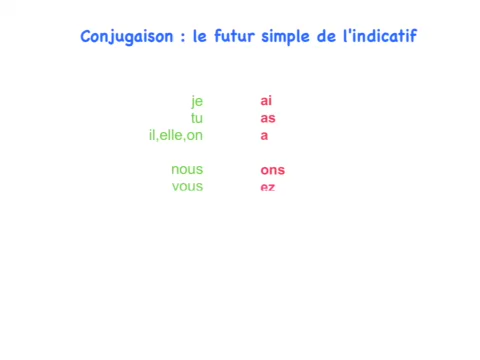 Conjugaison : le futur simple de l'indicatif
je ai
tu as
il,elle,on a
nous ons
vous ez